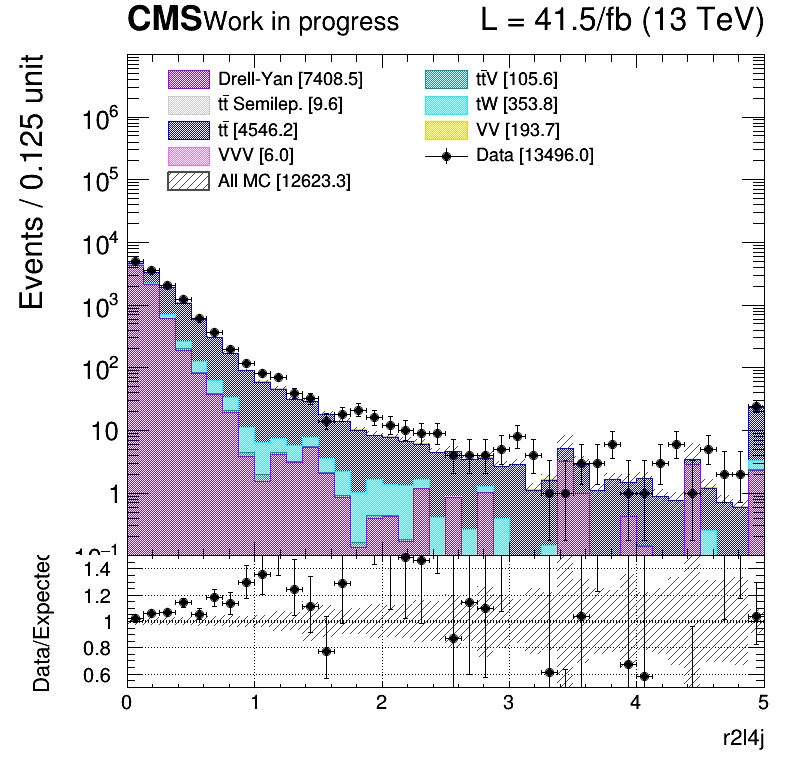 CMS Work in progress L = 41.5/fb (13 TeV)
Events / 0.125 unit
Drell-Yan [7408.5]
tt̄V [105.6]
tt̄ Semilep. [9.6]
tW [353.8]
tt̄ [4546.2]
VV [193.7]
VVV [6.0]
Data [13496.0]
All MC [12623.3]
10⁶
10⁵
10⁴
10³
10²
10
1
10⁻¹
Data/Expected
1.4
1.2
1
0.8
0.6
0 1 2 3 4 5
r2l4j